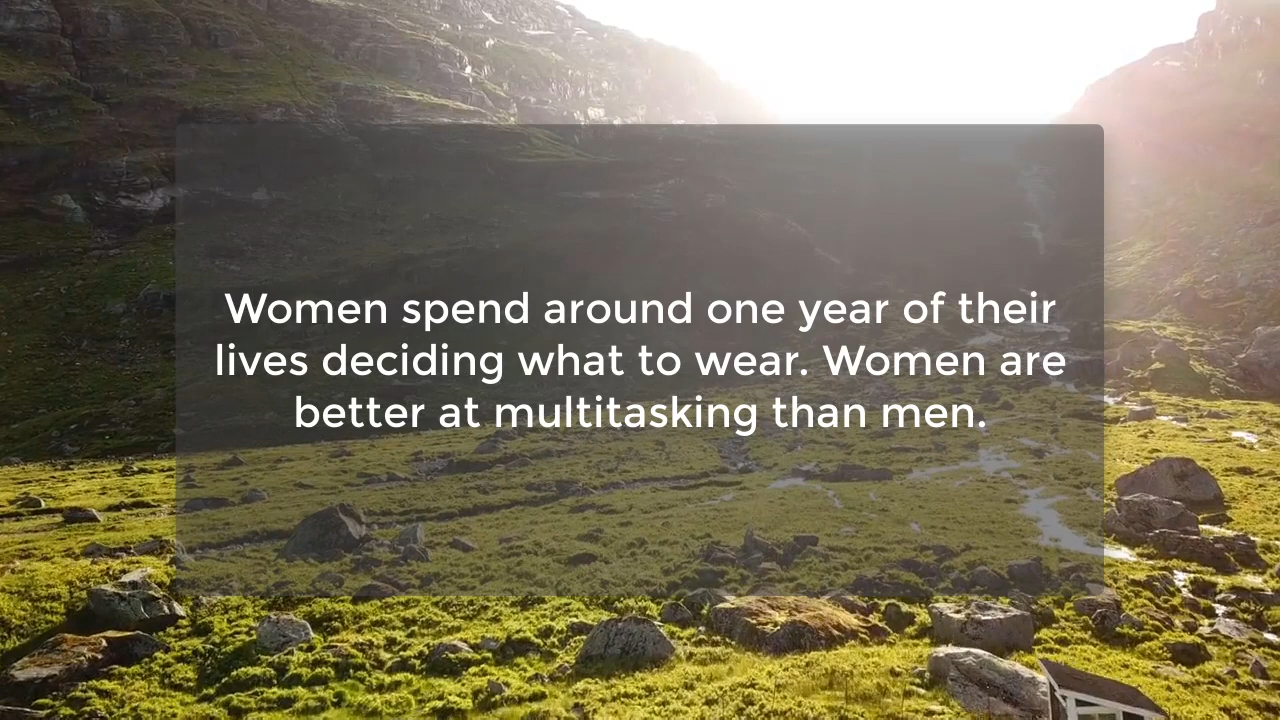 Women spend around one year of their
lives deciding what to wear. Women are
better at multitasking than men.